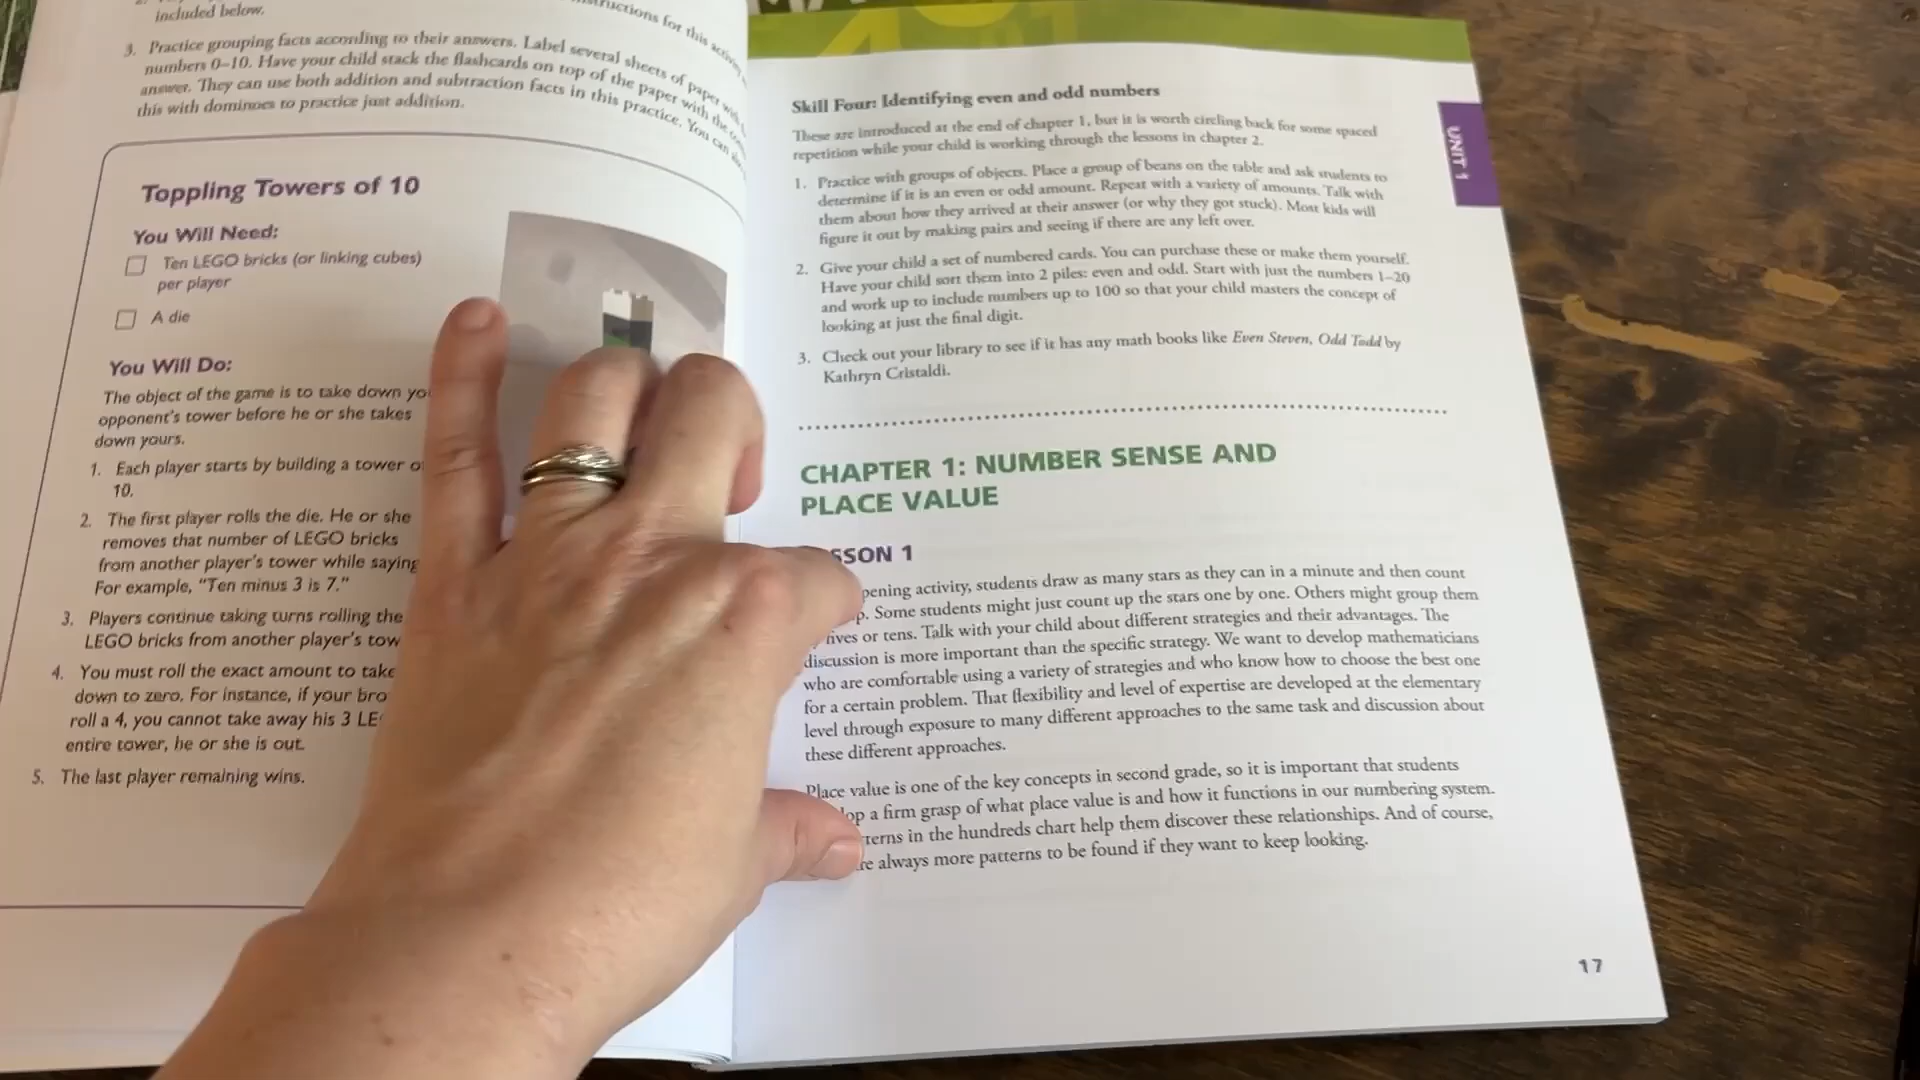 included below.
structions for this activity
3. Practice grouping facts according to their answers. Label several sheets of paper with
numbers 0–10. Have your child stack the flashcards on top of the paper with the
answer. They can use both addition and subtraction facts in this practice. You can
this with dominoes to practice just addition.
Toppling Towers of 10
You Will Need:
Ten LEGO bricks (or linking cubes)
per player
A die
You Will Do:
The object of the game is to take down yo
opponent's tower before he or she takes
down yours.
1. Each player starts by building a tower o
10.
2. The first player rolls the die. He or she
removes that number of LEGO bricks
from another player's tower while saying
For example, "Ten minus 3 is 7."
3. Players continue taking turns rolling the
LEGO bricks from another player's tow
4. You must roll the exact amount to take
down to zero. For instance, if your bro
roll a 4, you cannot take away his 3 LE
entire tower, he or she is out.
5. The last player remaining wins.
UNIT 1
Skill Four: Identifying even and odd numbers
These are introduced at the end of chapter 1, but it is worth circling back for some spaced
repetition while your child is working through the lessons in chapter 2.
1. Practice with groups of objects. Place a group of beans on the table and ask students to
determine if it is an even or odd amount. Repeat with a variety of amounts. Talk with
them about how they arrived at their answer (or why they got stuck). Most kids will
figure it out by making pairs and seeing if there are any left over.
2. Give your child a set of numbered cards. You can purchase these or make them yourself.
Have your child sort them into 2 piles: even and odd. Start with just the numbers 1–20
and work up to include numbers up to 100 so that your child masters the concept of
looking at just the final digit.
3. Check out your library to see if it has any math books like Even Steven, Odd Todd by
Kathryn Cristaldi.
CHAPTER 1: NUMBER SENSE AND
PLACE VALUE
SSON 1
pening activity, students draw as many stars as they can in a minute and then count
p. Some students might just count up the stars one by one. Others might group them
fives or tens. Talk with your child about different strategies and their advantages. The
discussion is more important than the specific strategy. We want to develop mathematicians
who are comfortable using a variety of strategies and who know how to choose the best one
for a certain problem. That flexibility and level of expertise are developed at the elementary
level through exposure to many different approaches to the same task and discussion about
these different approaches.
Place value is one of the key concepts in second grade, so it is important that students
lop a firm grasp of what place value is and how it functions in our numbering system.
terns in the hundreds chart help them discover these relationships. And of course,
re always more patterns to be found if they want to keep looking.
17